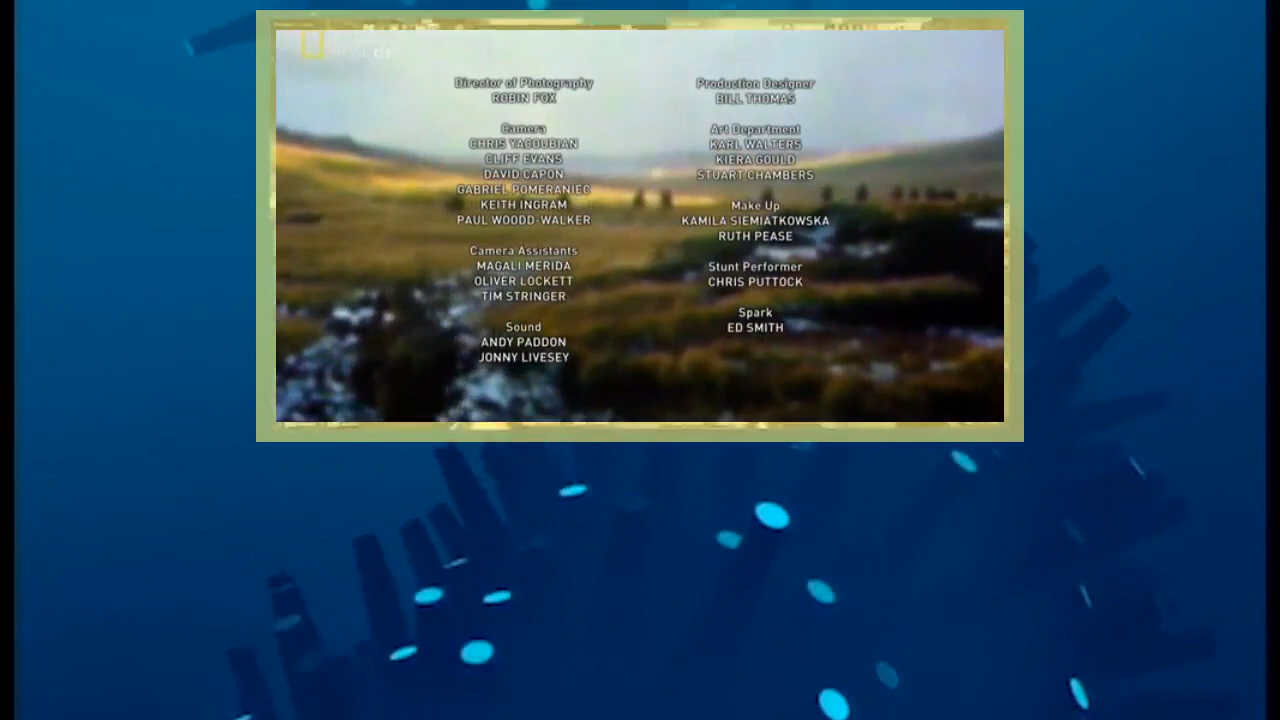 Director of Photography
ROBIN FOX
Camera
CHRIS YACOUBIAN
CLIFF EVANS
DAVID CAPON
GABRIEL POMERANIEC
KEITH INGRAM
PAUL WOODD-WALKER
Camera Assistants
MAGALI MERIDA
OLIVER LOCKETT
TIM STRINGER
Sound
ANDY PADDON
JONNY LIVESEY
Production Designer
BILL THOMAS
Art Department
KARL WALTERS
KIERA GOULD
STUART CHAMBERS
Make Up
KAMILA SIEMIATKOWSKA
RUTH PEASE
Stunt Performer
CHRIS PUTTOCK
Spark
ED SMITH